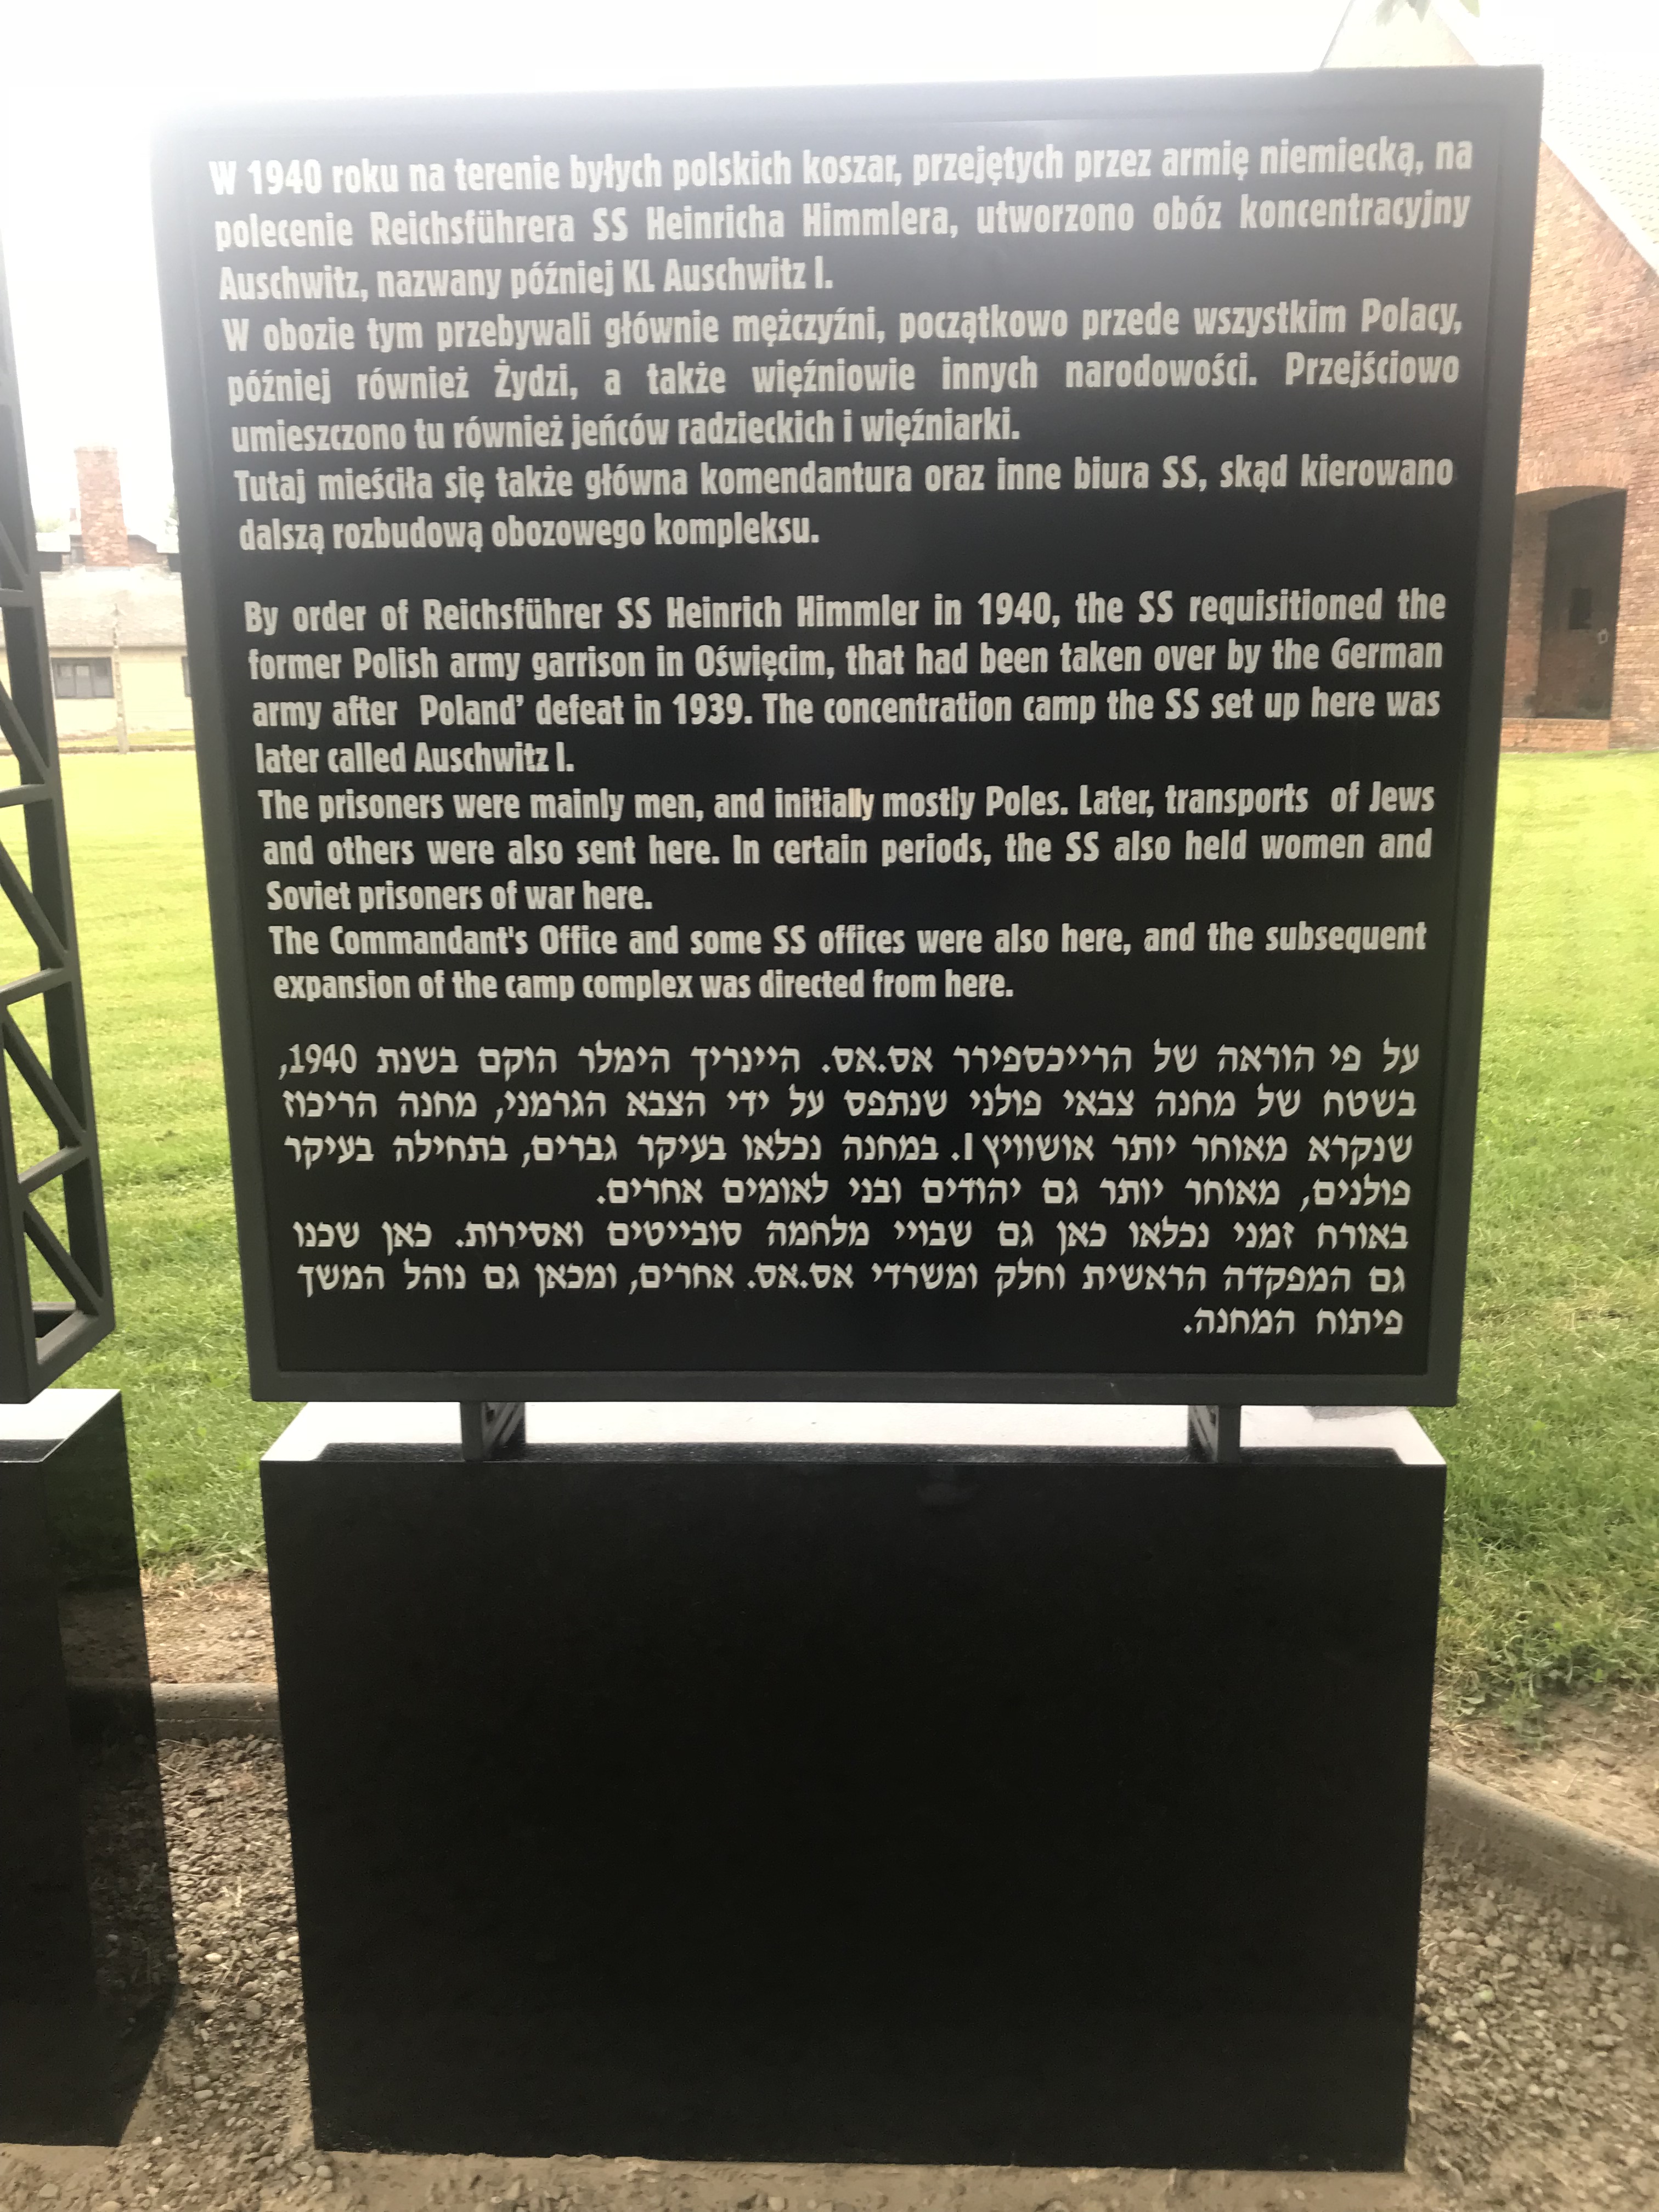 W 1940 roku na terenie byłych polskich koszar, przejętych przez armię niemiecką, na
polecenie Reichsführera SS Heinricha Himmlera, utworzono obóz koncentracyjny
Auschwitz, nazwany później KL Auschwitz I.
W obozie tym przebywali głównie mężczyźni, początkowo przede wszystkim Polacy,
później również Żydzi, a także więźniowie innych narodowości. Przejściowo
umieszczono tu również jeńców radzieckich i więźniarki.
Tutaj mieściła się także główna komendantura oraz inne biura SS, skąd kierowano
dalszą rozbudową obozowego kompleksu.
By order of Reichsführer SS Heinrich Himmler in 1940, the SS requisitioned the
former Polish army garrison in Oświęcim, that had been taken over by the German
army after Poland’ defeat in 1939. The concentration camp the SS set up here was
later called Auschwitz I.
The prisoners were mainly men, and initially mostly Poles. Later, transports of Jews
and others were also sent here. In certain periods, the SS also held women and
Soviet prisoners of war here.
The Commandant's Office and some SS offices were also here, and the subsequent
expansion of the camp complex was directed from here.
על פי הוראה של הרייכספירר אס.אס. היינריך הימלר הוקם בשנת 1940,
בשטח של מחנה צבאי פולני שנתפס על ידי הצבא הגרמני, מחנה הריכוז
שנקרא מאוחר יותר אושוויץ I. במחנה נכלאו בעיקר גברים, בתחילה בעיקר
פולנים, מאוחר יותר גם יהודים ובני לאומים אחרים.
באורח זמני נכלאו כאן גם שבויי מלחמה סובייטים ואסירות. כאן שכנו
גם המפקדה הראשית וחלק ומשרדי אס.אס. אחרים, ומכאן גם נוהל המשך
פיתוח המחנה.